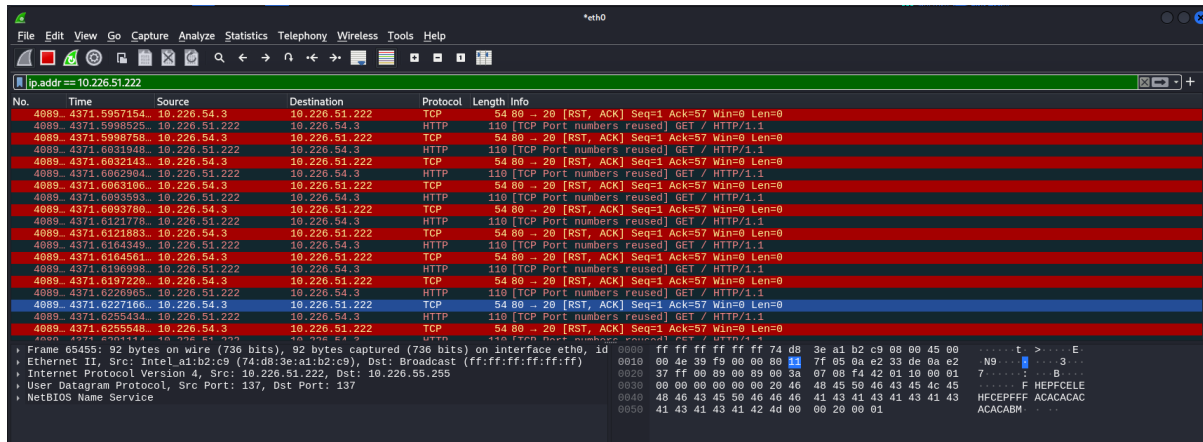 *eth0
File Edit View Go Capture Analyze Statistics Telephony Wireless Tools Help
ip.addr == 10.226.51.222
No. Time Source Destination Protocol Length Info
4089… 4371.5957154… 10.226.54.3 10.226.51.222 TCP 54 80 → 20 [RST, ACK] Seq=1 Ack=57 Win=0 Len=0
4089… 4371.5998525… 10.226.51.222 10.226.54.3 HTTP 110 [TCP Port numbers reused] GET / HTTP/1.1
4089… 4371.5998758… 10.226.54.3 10.226.51.222 TCP 54 80 → 20 [RST, ACK] Seq=1 Ack=57 Win=0 Len=0
4089… 4371.6031948… 10.226.51.222 10.226.54.3 HTTP 110 [TCP Port numbers reused] GET / HTTP/1.1
4089… 4371.6032143… 10.226.54.3 10.226.51.222 TCP 54 80 → 20 [RST, ACK] Seq=1 Ack=57 Win=0 Len=0
4089… 4371.6062904… 10.226.51.222 10.226.54.3 HTTP 110 [TCP Port numbers reused] GET / HTTP/1.1
4089… 4371.6063106… 10.226.54.3 10.226.51.222 TCP 54 80 → 20 [RST, ACK] Seq=1 Ack=57 Win=0 Len=0
4089… 4371.6093593… 10.226.51.222 10.226.54.3 HTTP 110 [TCP Port numbers reused] GET / HTTP/1.1
4089… 4371.6093780… 10.226.54.3 10.226.51.222 TCP 54 80 → 20 [RST, ACK] Seq=1 Ack=57 Win=0 Len=0
4089… 4371.6121778… 10.226.51.222 10.226.54.3 HTTP 110 [TCP Port numbers reused] GET / HTTP/1.1
4089… 4371.6121883… 10.226.54.3 10.226.51.222 TCP 54 80 → 20 [RST, ACK] Seq=1 Ack=57 Win=0 Len=0
4089… 4371.6164349… 10.226.51.222 10.226.54.3 HTTP 110 [TCP Port numbers reused] GET / HTTP/1.1
4089… 4371.6164561… 10.226.54.3 10.226.51.222 TCP 54 80 → 20 [RST, ACK] Seq=1 Ack=57 Win=0 Len=0
4089… 4371.6196998… 10.226.51.222 10.226.54.3 HTTP 110 [TCP Port numbers reused] GET / HTTP/1.1
4089… 4371.6197220… 10.226.54.3 10.226.51.222 TCP 54 80 → 20 [RST, ACK] Seq=1 Ack=57 Win=0 Len=0
4089… 4371.6226965… 10.226.51.222 10.226.54.3 HTTP 110 [TCP Port numbers reused] GET / HTTP/1.1
4089… 4371.6227166… 10.226.54.3 10.226.51.222 TCP 54 80 → 20 [RST, ACK] Seq=1 Ack=57 Win=0 Len=0
4089… 4371.6255434… 10.226.51.222 10.226.54.3 HTTP 110 [TCP Port numbers reused] GET / HTTP/1.1
4089… 4371.6255548… 10.226.54.3 10.226.51.222 TCP 54 80 → 20 [RST, ACK] Seq=1 Ack=57 Win=0 Len=0
Frame 65455: 92 bytes on wire (736 bits), 92 bytes captured (736 bits) on interface eth0, id
Ethernet II, Src: Intel_a1:b2:c9 (74:d8:3e:a1:b2:c9), Dst: Broadcast (ff:ff:ff:ff:ff:ff)
Internet Protocol Version 4, Src: 10.226.51.222, Dst: 10.226.55.255
User Datagram Protocol, Src Port: 137, Dst Port: 137
NetBIOS Name Service
0000 ff ff ff ff ff ff 74 d8 3e a1 b2 c9 08 00 45 00 ······t· >·····E·
0010 00 4e 39 f9 00 00 80 11 7f d5 0a e2 33 de 0a e2 ·N9····· ····3···
0020 37 ff 00 89 00 89 00 3a 07 08 f4 42 01 10 00 01 7······: ···B····
0030 00 00 00 00 00 00 20 46 48 45 50 46 43 45 4c 45 ······ F HEPFCELE
0040 48 46 43 45 50 46 46 46 41 43 41 43 41 43 41 43 HFCEPFFF ACACACAC
0050 41 43 41 43 41 42 4d 00 00 20 00 01 ACACABM· · ··